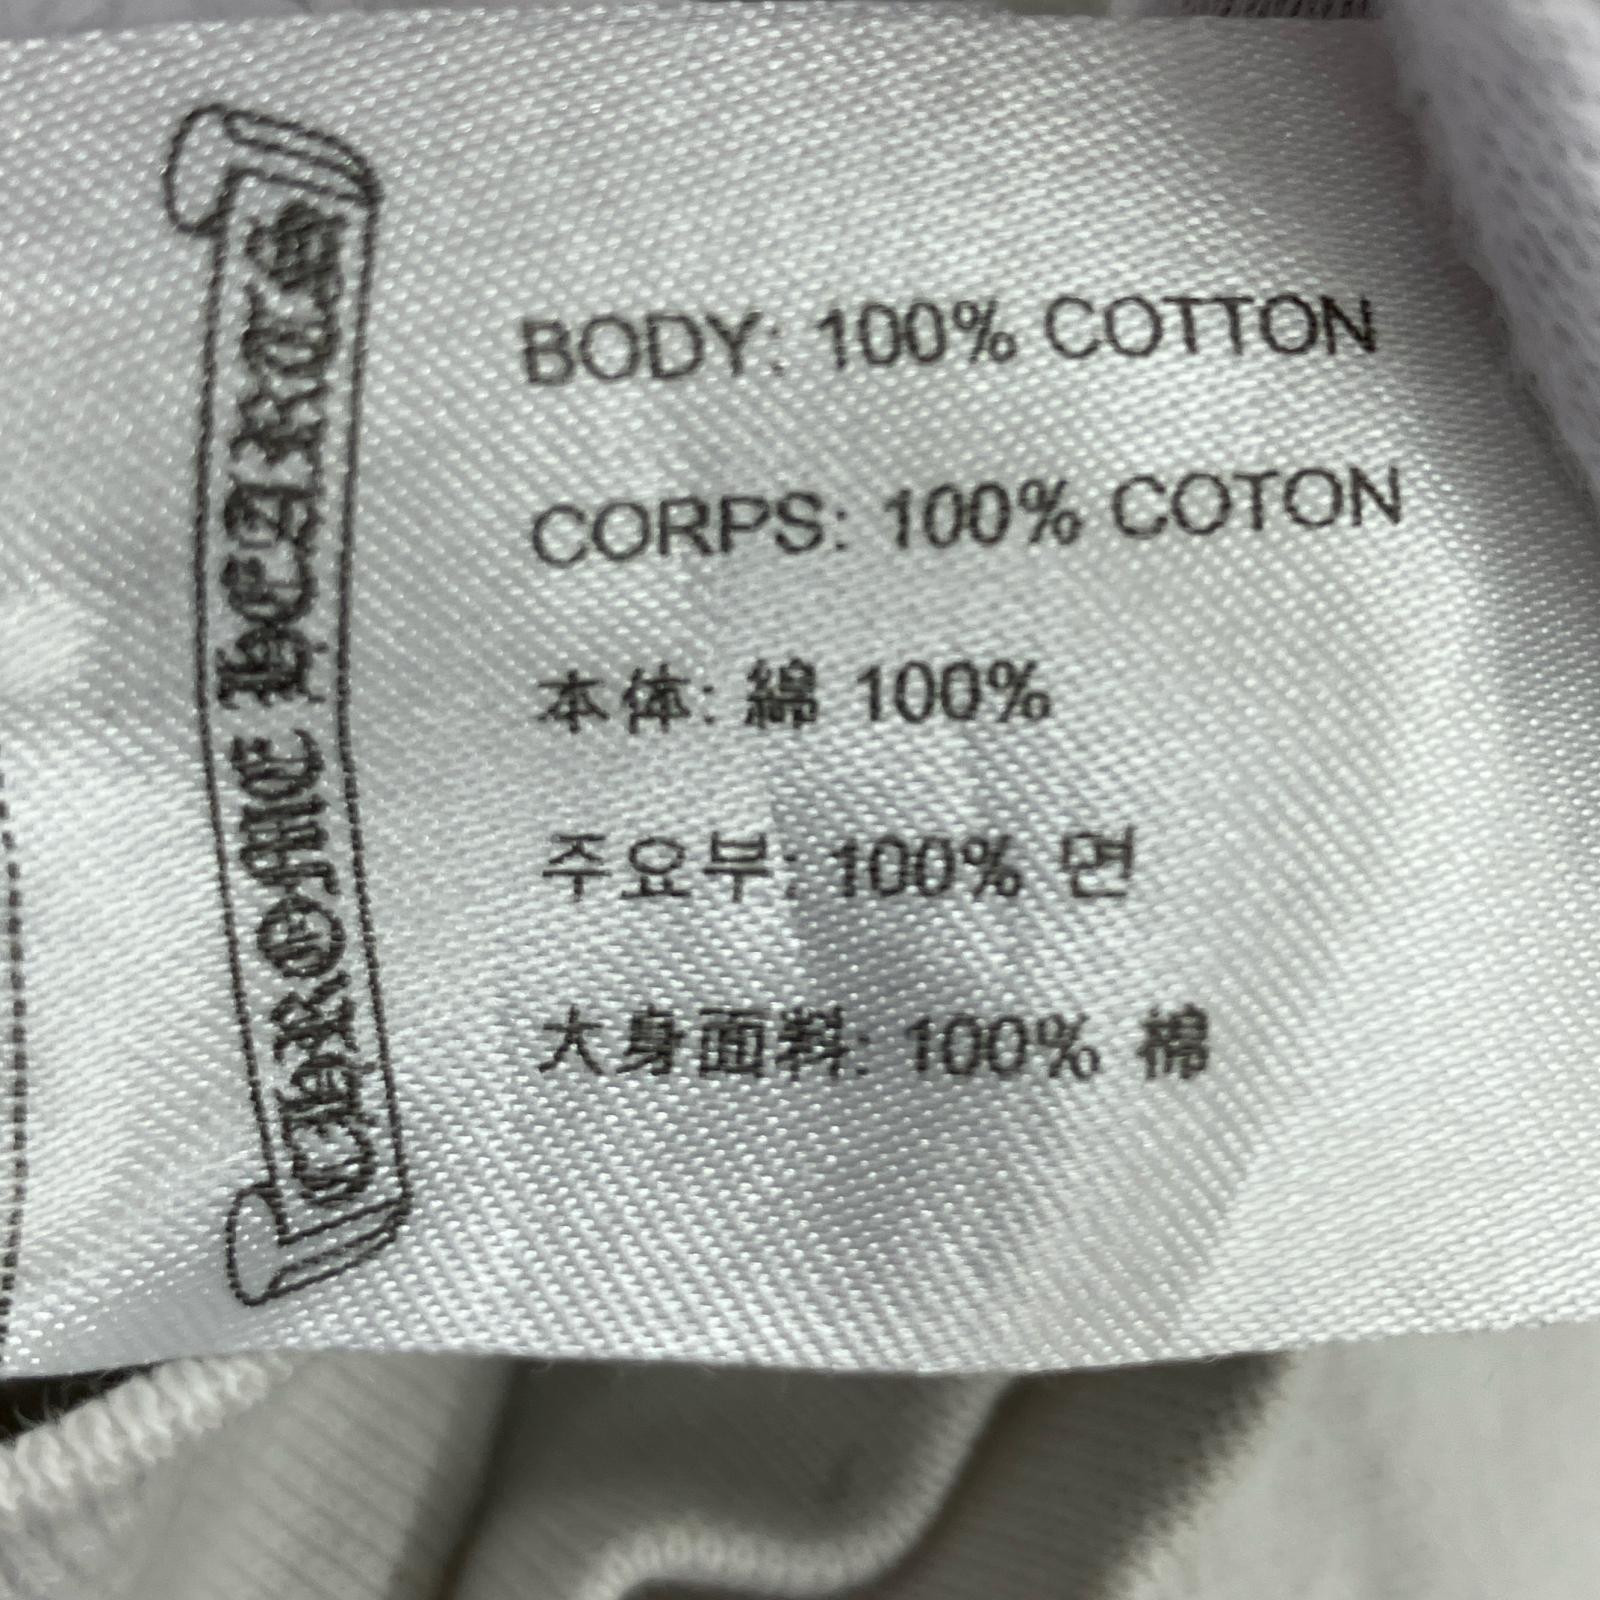 CHROME HEARTS
BODY: 100% COTTON
CORPS: 100% COTON
本体: 綿 100%
주요부: 100% 면
大身面料: 100% 棉